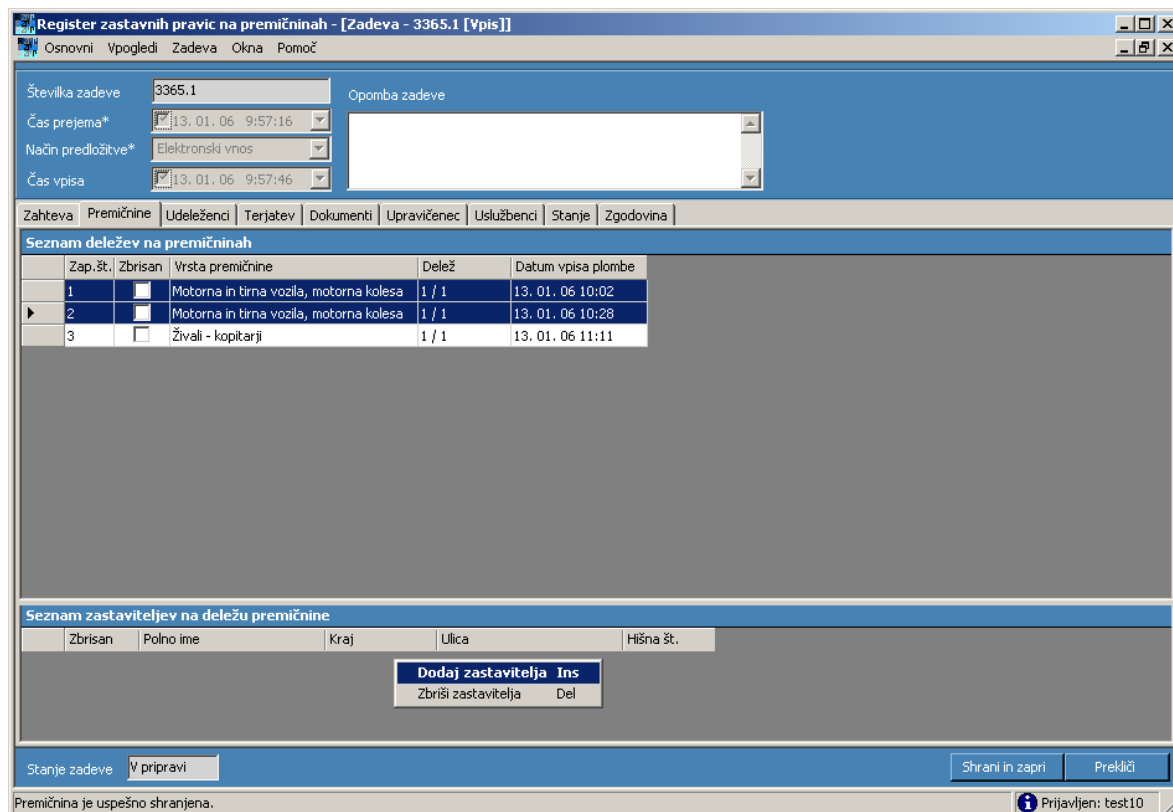 Register zastavnih pravic na premičninah - [Zadeva - 3365.1 [Vpis]]
Osnovni Vpogledi Zadeva Okna Pomoč
Številka zadeve 3365.1 Opomba zadeve
Čas prejema* 13. 01. 06 9:57:16
Način predložitve* Elektronski vnos
Čas vpisa 13. 01. 06 9:57:46
Zahteva Premičnine Udeleženci Terjatev Dokumenti Upravičenec Uslužbenci Stanje Zgodovina
Seznam deležev na premičninah
Zap.št. Zbrisan Vrsta premičnine Delež Datum vpisa plombe
1 Motorna in tirna vozila, motorna kolesa 1 / 1 13. 01. 06 10:02
2 Motorna in tirna vozila, motorna kolesa 1 / 1 13. 01. 06 10:28
3 Živali - kopitarji 1 / 1 13. 01. 06 11:11
Seznam zastaviteljev na deležu premičnine
Zbrisan Polno ime Kraj Ulica Hišna št.
Dodaj zastavitelja Ins
Zbriši zastavitelja Del
Stanje zadeve V pripravi Shrani in zapri Prekliči
Premičnina je uspešno shranjena. Prijavljen: test10